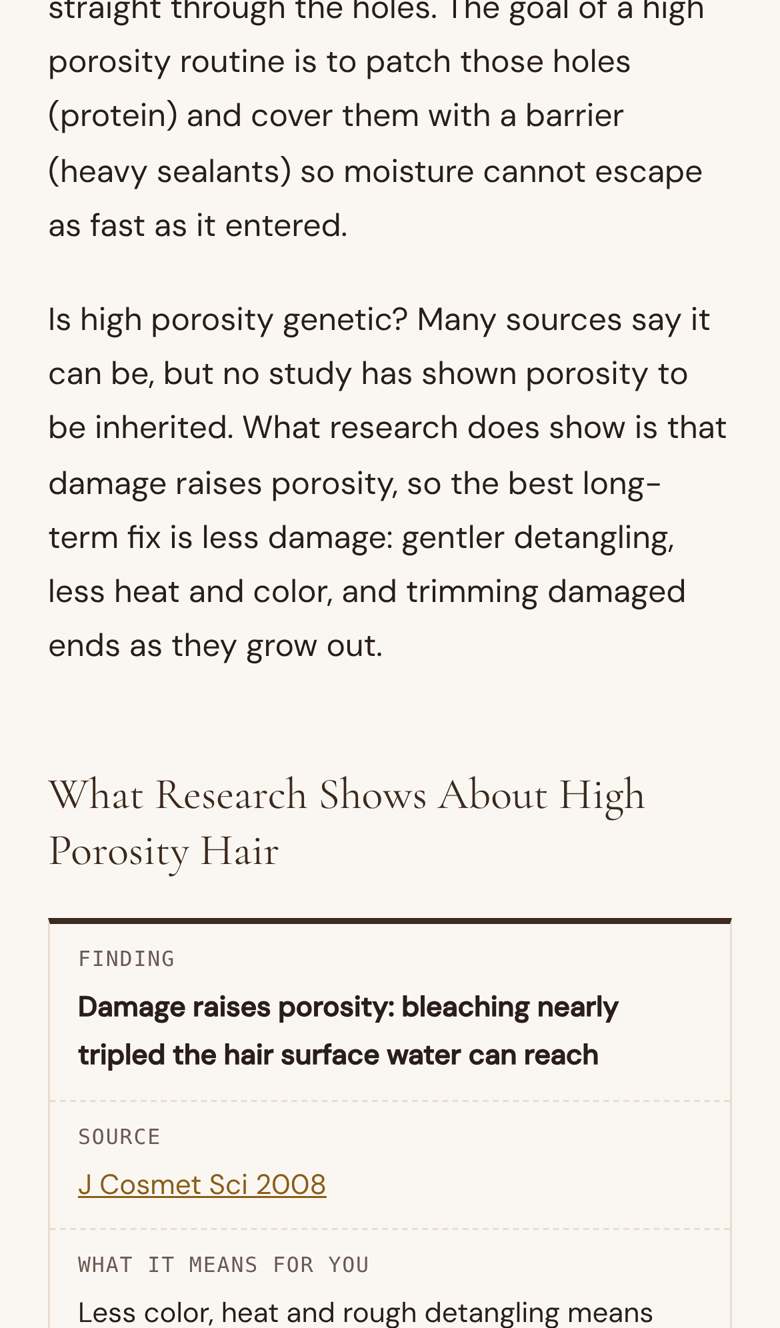 straight through the holes. The goal of a high
porosity routine is to patch those holes
(protein) and cover them with a barrier
(heavy sealants) so moisture cannot escape
as fast as it entered.
Is high porosity genetic? Many sources say it
can be, but no study has shown porosity to
be inherited. What research does show is that
damage raises porosity, so the best long-
term fix is less damage: gentler detangling,
less heat and color, and trimming damaged
ends as they grow out.
What Research Shows About High
Porosity Hair
FINDING
Damage raises porosity: bleaching nearly
tripled the hair surface water can reach
SOURCE
J Cosmet Sci 2008
WHAT IT MEANS FOR YOU
Less color, heat and rough detangling means